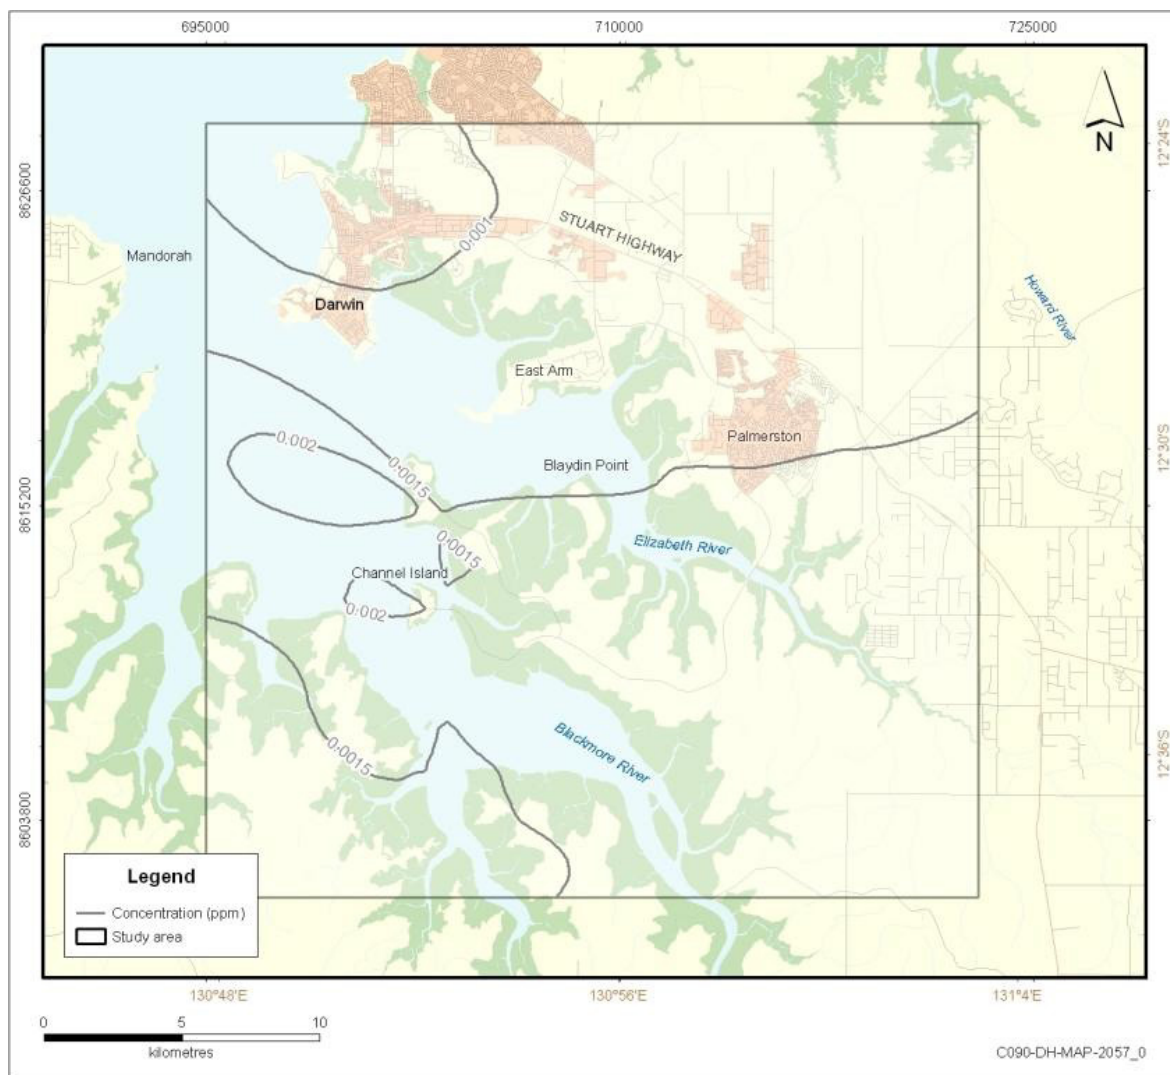 695000
710000
725000
12°24'S
N
8626600
0.001
STUART HIGHWAY
Mandorah
Howard River
Darwin
East Arm
0.002
Palmerston
12°30'S
Blaydin Point
0.0015
8615200
Elizabeth River
0.0015
Channel Island
0.002
Blackmore River
0.0015
12°36'S
8603800
Legend
Concentration (ppm)
Study area
130°48'E
130°56'E
131°4'E
0
5
10
kilometres
C090-DH-MAP-2057_0